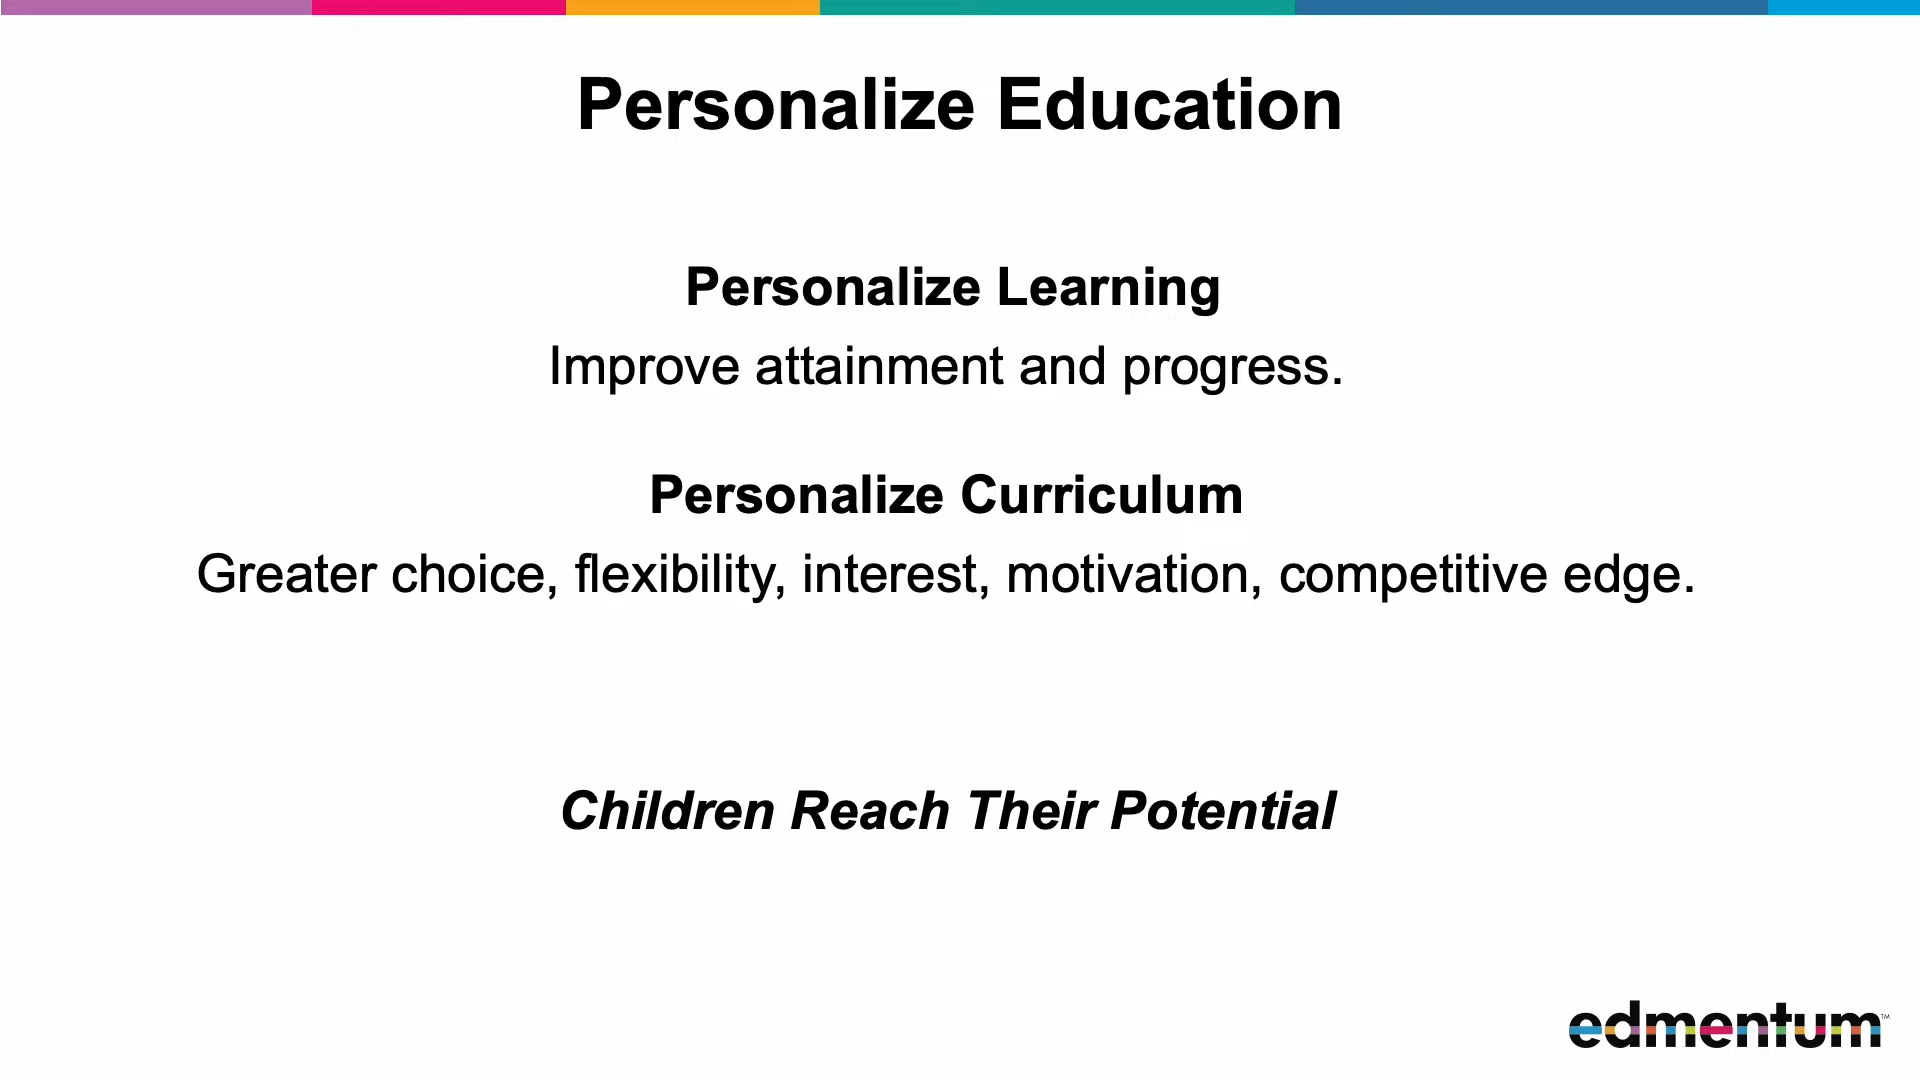 Personalize Education
Personalize Learning
Improve attainment and progress.
Personalize Curriculum
Greater choice, flexibility, interest, motivation, competitive edge.
Children Reach Their Potential
edmentum™